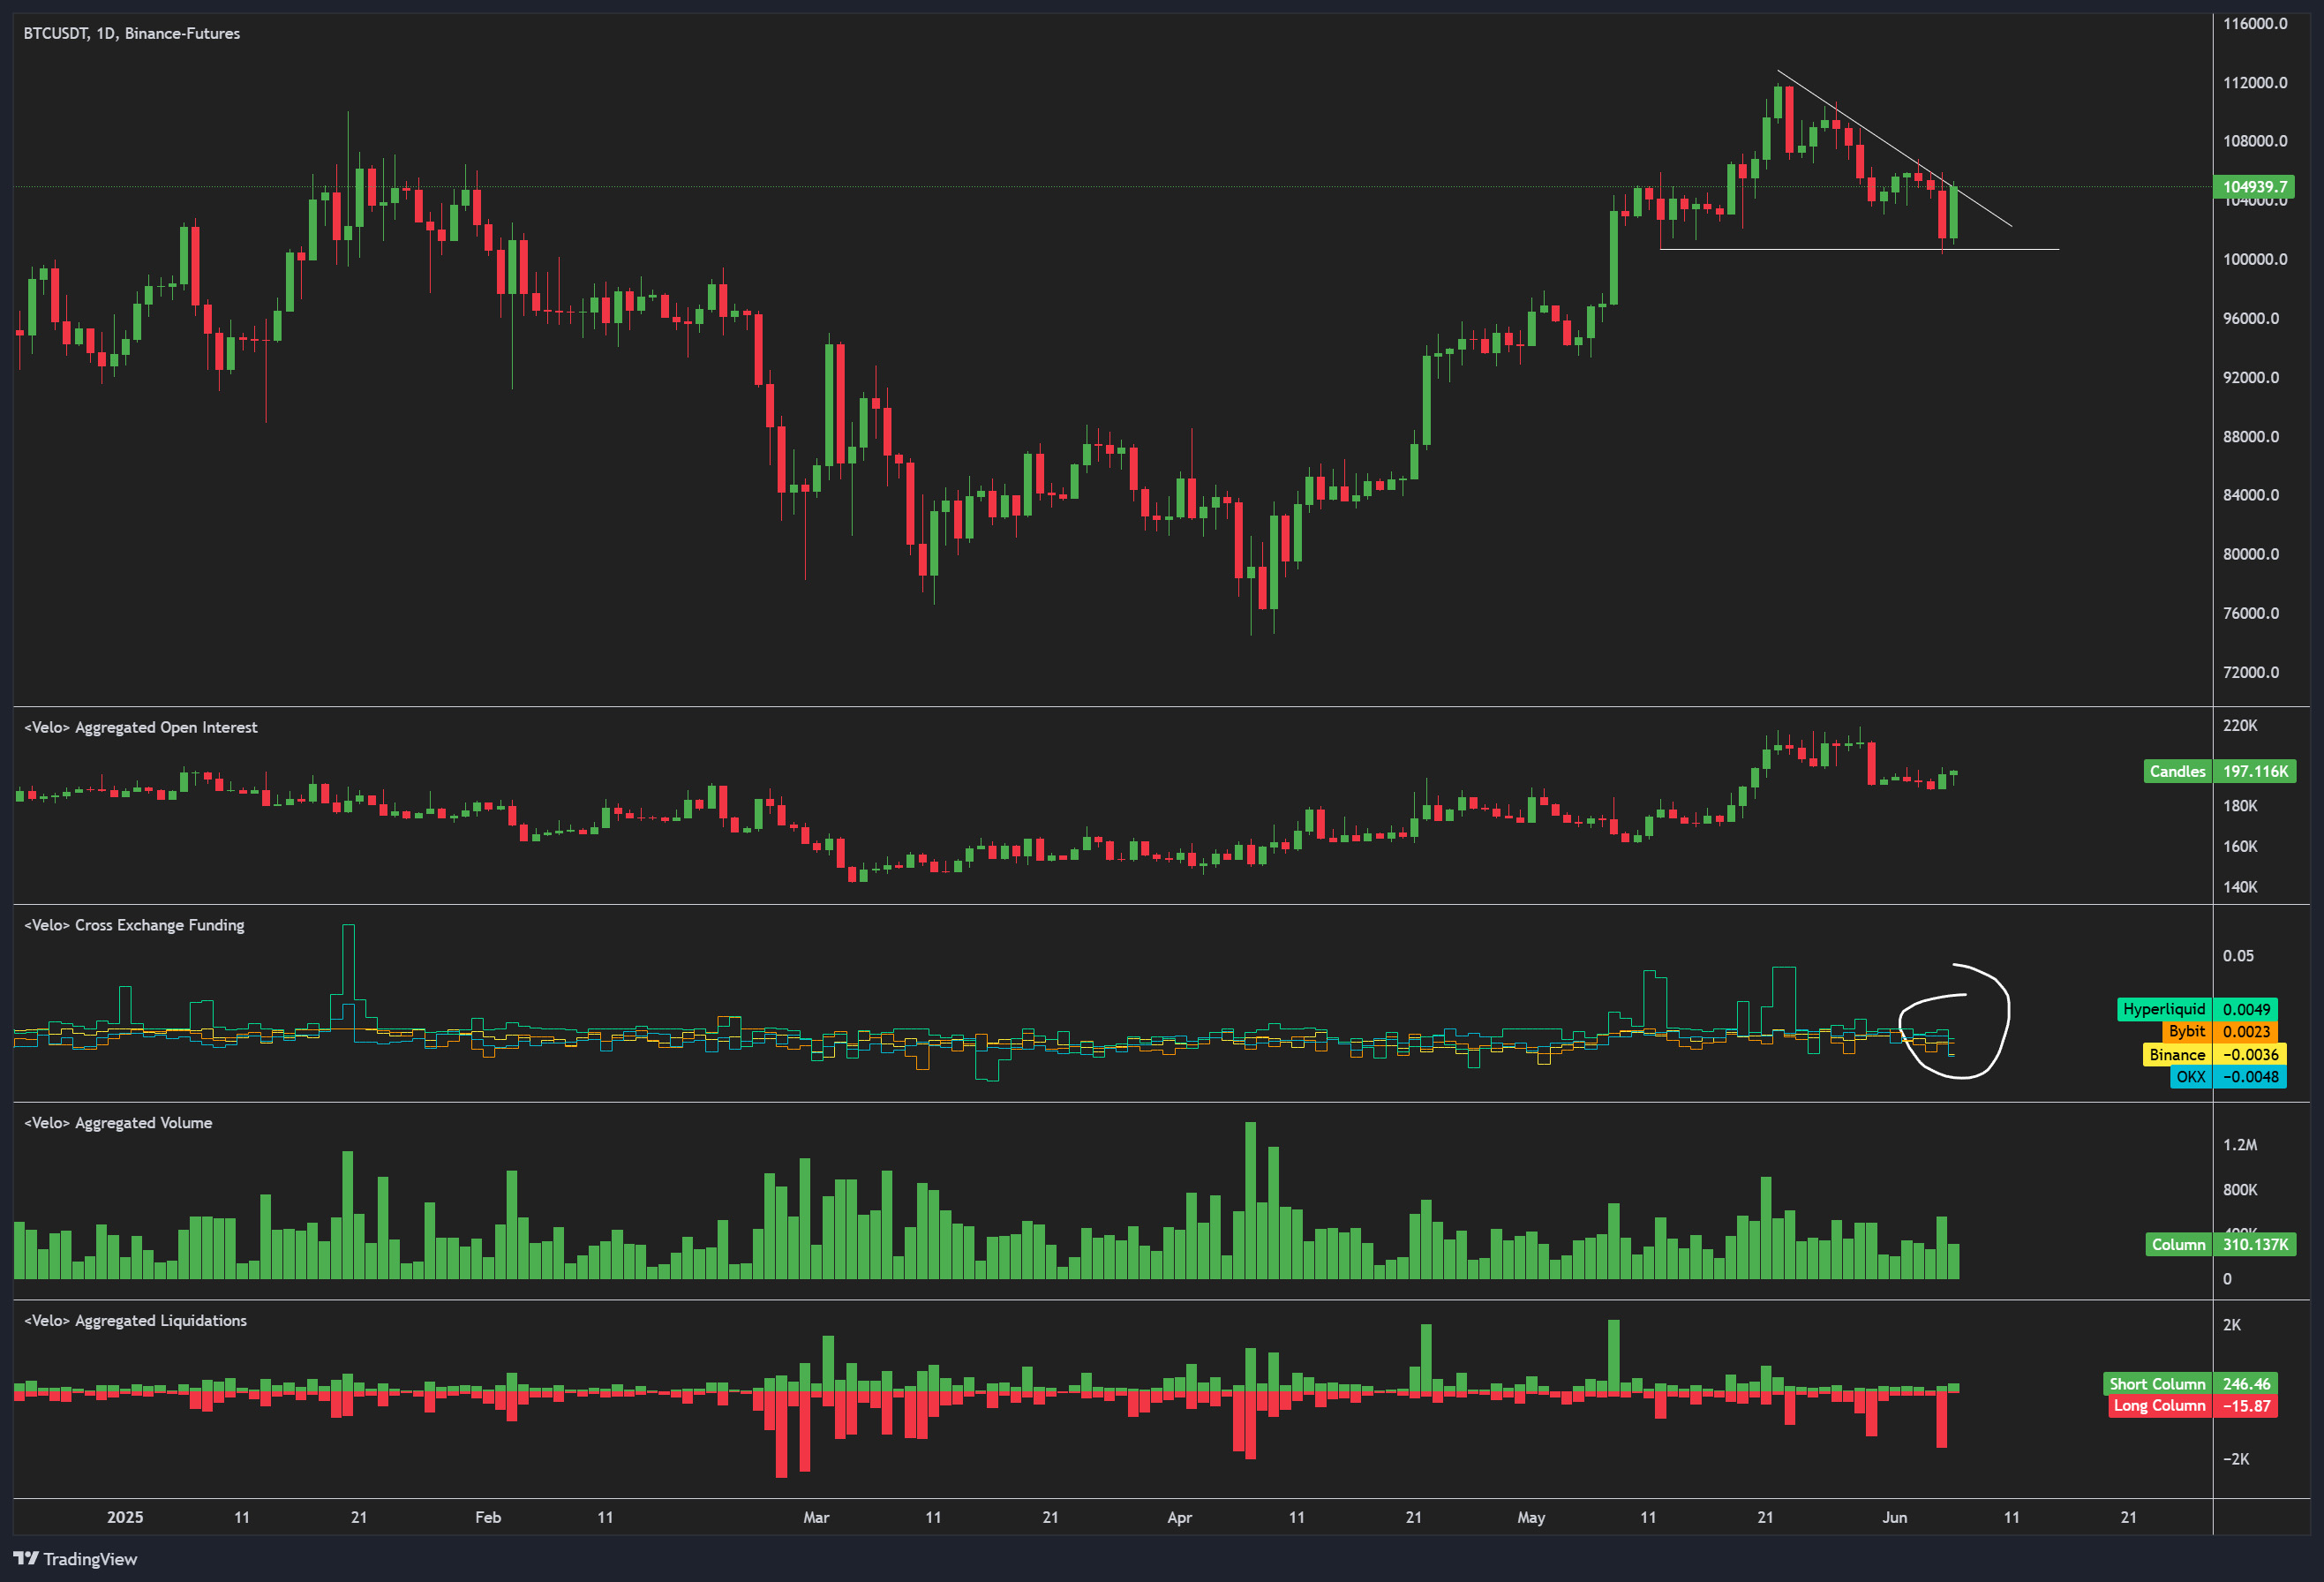 BTCUSDT, 1D, Binance-Futures
116000.0
112000.0
108000.0
104939.7
104000.0
100000.0
96000.0
92000.0
88000.0
84000.0
80000.0
76000.0
72000.0
<Velo> Aggregated Open Interest
220K
Candles 197.116K
180K
160K
140K
<Velo> Cross Exchange Funding
0.05
Hyperliquid 0.0049
Bybit 0.0023
Binance −0.0036
OKX −0.0048
<Velo> Aggregated Volume
1.2M
800K
400K
Column 310.137K
0
<Velo> Aggregated Liquidations
2K
Short Column 246.46
Long Column −15.87
−2K
2025 11 21 Feb 11 Mar 11 21 Apr 11 21 May 11 21 Jun 11 21
TradingView